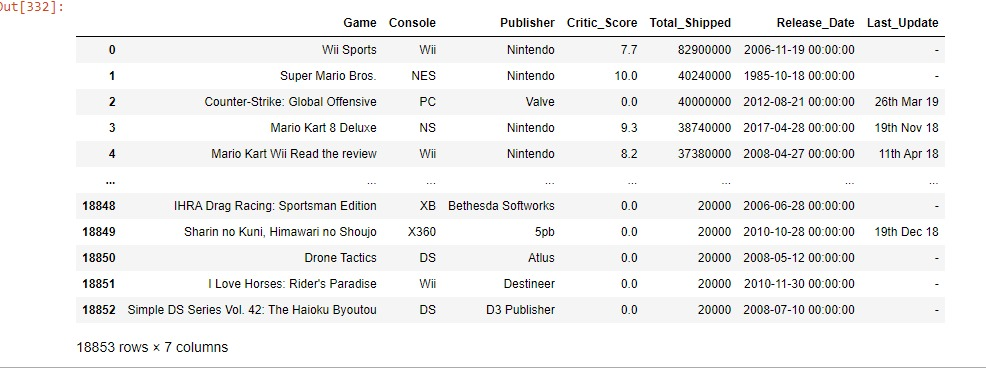 Out[332]:
Game Console Publisher Critic_Score Total_Shipped Release_Date Last_Update
0 Wii Sports Wii Nintendo 7.7 82900000 2006-11-19 00:00:00 -
1 Super Mario Bros. NES Nintendo 10.0 40240000 1985-10-18 00:00:00 -
2 Counter-Strike: Global Offensive PC Valve 0.0 40000000 2012-08-21 00:00:00 26th Mar 19
3 Mario Kart 8 Deluxe NS Nintendo 9.3 38740000 2017-04-28 00:00:00 19th Nov 18
4 Mario Kart Wii Read the review Wii Nintendo 8.2 37380000 2008-04-27 00:00:00 11th Apr 18
... ... ... ... ... ... ... ...
18848 IHRA Drag Racing: Sportsman Edition XB Bethesda Softworks 0.0 20000 2006-06-28 00:00:00 -
18849 Sharin no Kuni, Himawari no Shoujo X360 5pb 0.0 20000 2010-10-28 00:00:00 19th Dec 18
18850 Drone Tactics DS Atlus 0.0 20000 2008-05-12 00:00:00 -
18851 I Love Horses: Rider's Paradise Wii Destineer 0.0 20000 2010-11-30 00:00:00 -
18852 Simple DS Series Vol. 42: The Haioku Byoutou DS D3 Publisher 0.0 20000 2008-07-10 00:00:00 -
18853 rows × 7 columns